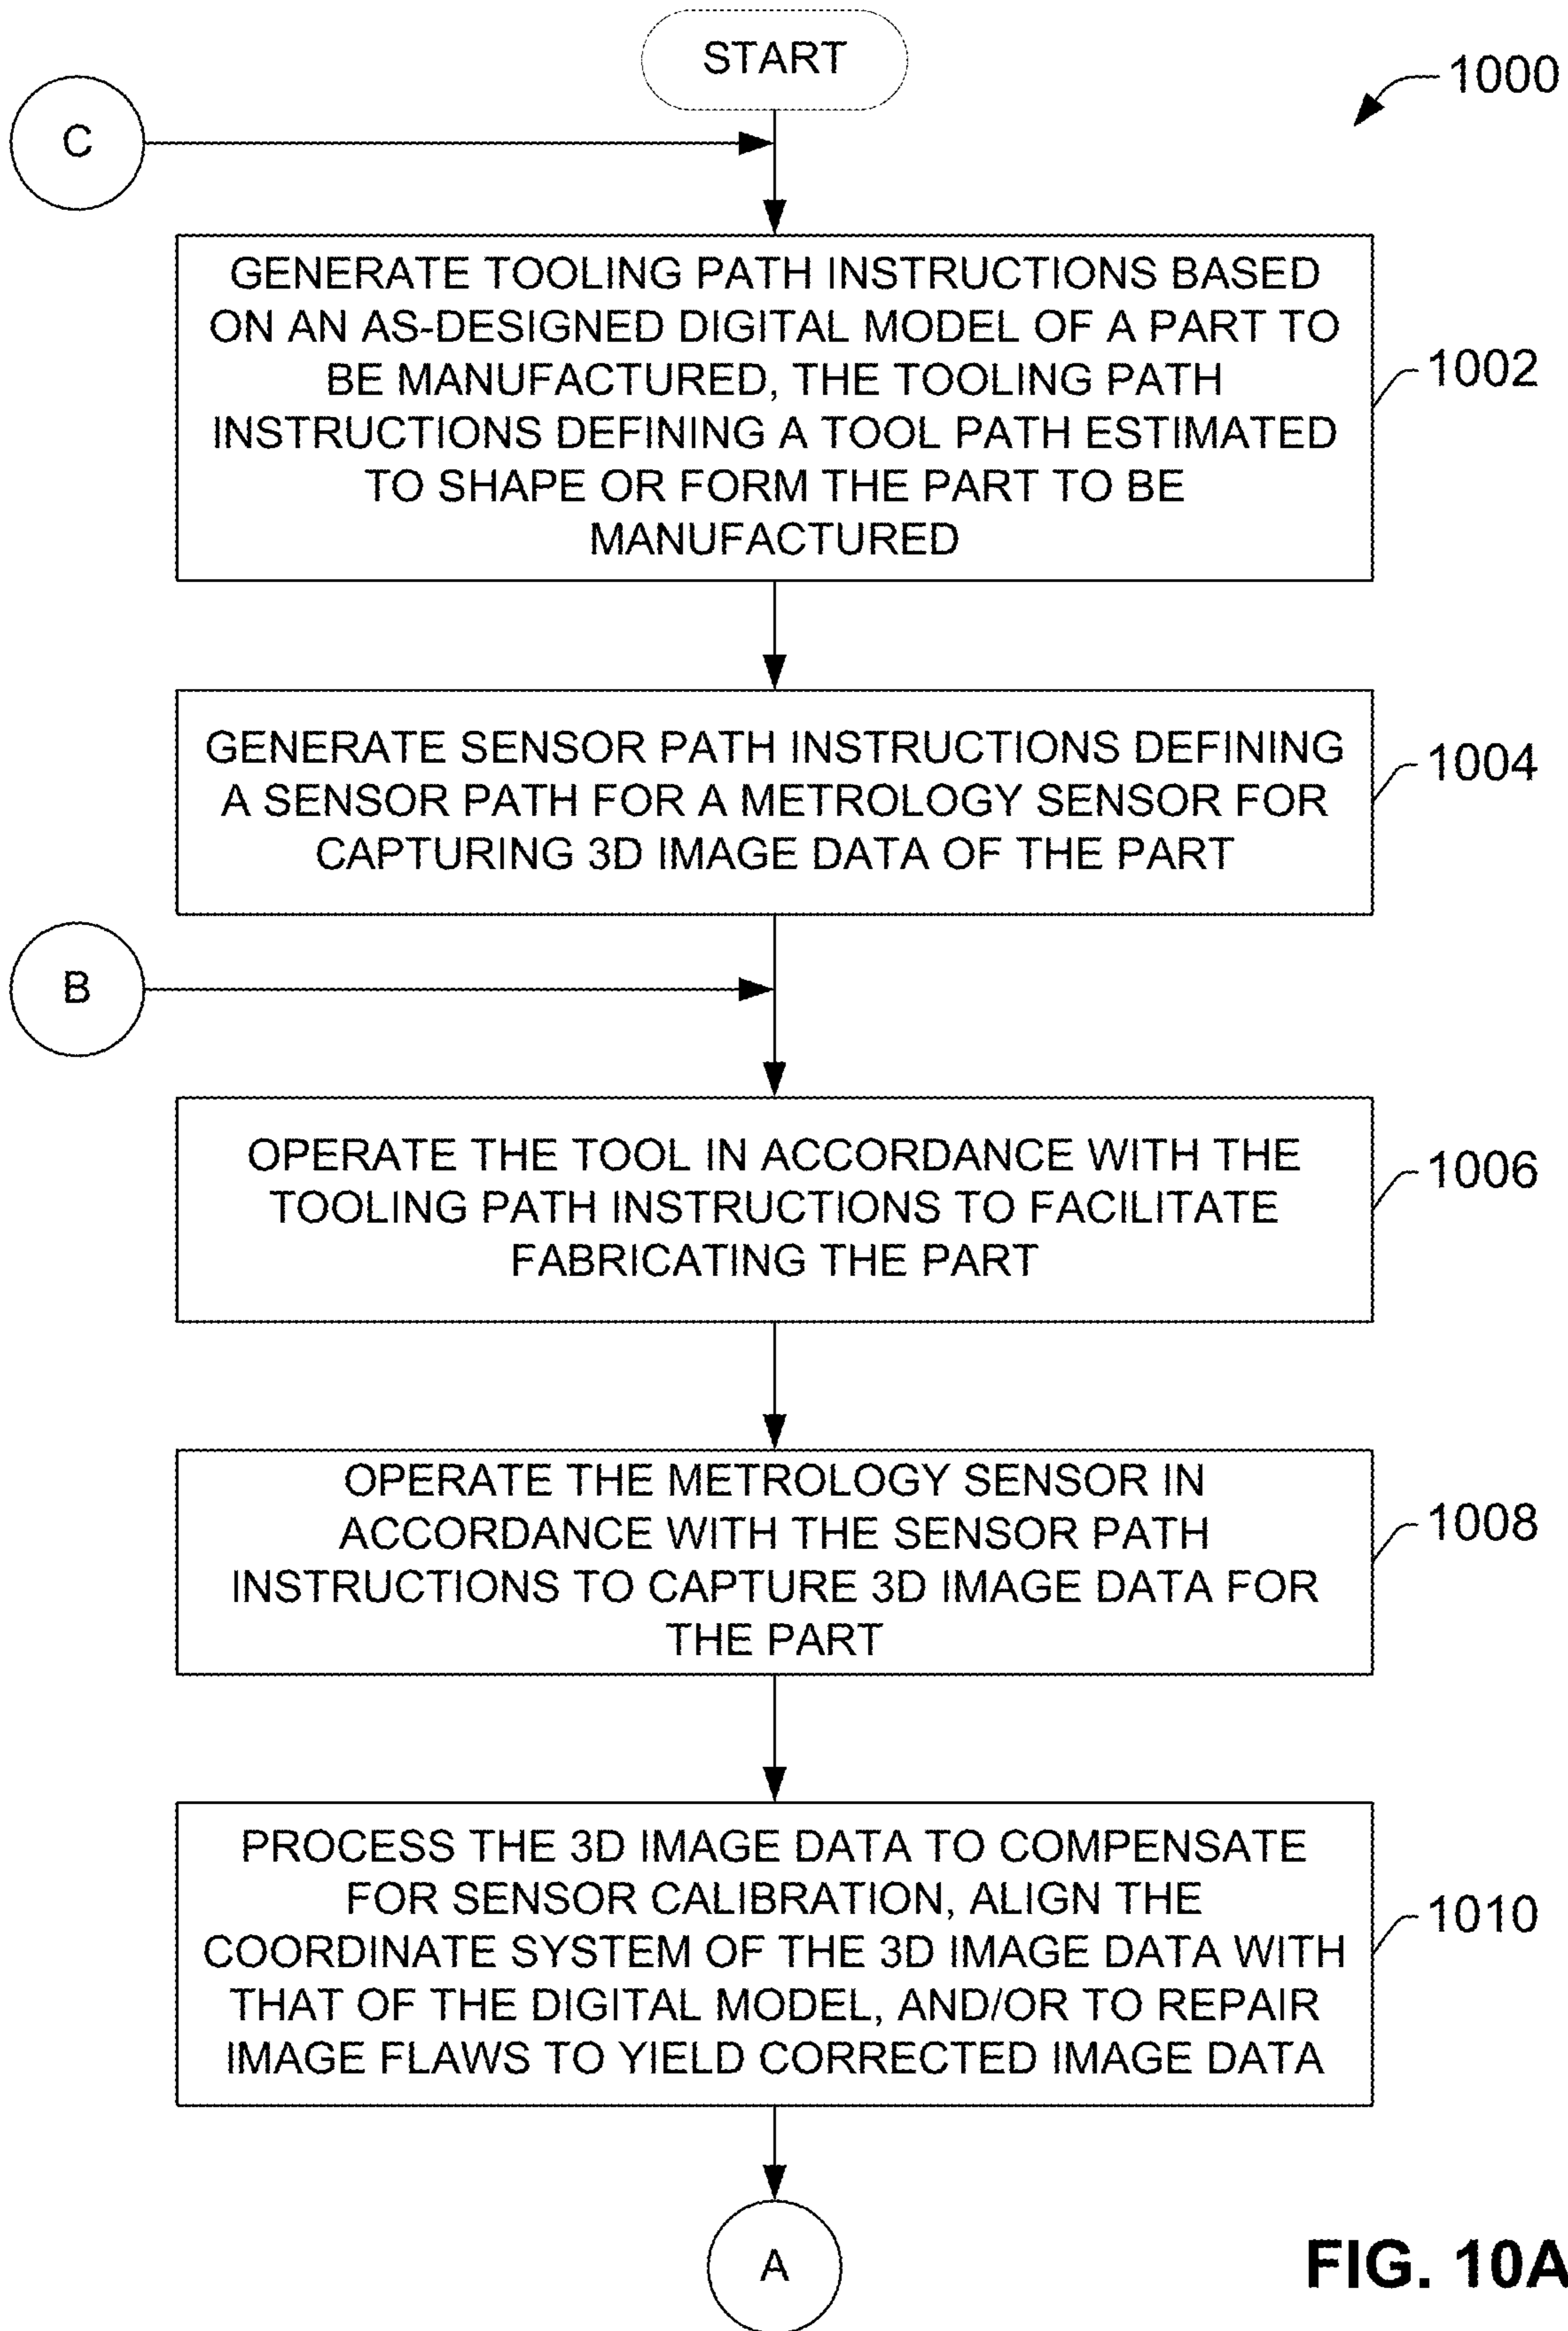 START
1000
C
GENERATE TOOLING PATH INSTRUCTIONS BASED
ON AN AS-DESIGNED DIGITAL MODEL OF A PART TO
BE MANUFACTURED, THE TOOLING PATH
INSTRUCTIONS DEFINING A TOOL PATH ESTIMATED
TO SHAPE OR FORM THE PART TO BE
MANUFACTURED
1002
GENERATE SENSOR PATH INSTRUCTIONS DEFINING
A SENSOR PATH FOR A METROLOGY SENSOR FOR
CAPTURING 3D IMAGE DATA OF THE PART
1004
B
OPERATE THE TOOL IN ACCORDANCE WITH THE
TOOLING PATH INSTRUCTIONS TO FACILITATE
FABRICATING THE PART
1006
OPERATE THE METROLOGY SENSOR IN
ACCORDANCE WITH THE SENSOR PATH
INSTRUCTIONS TO CAPTURE 3D IMAGE DATA FOR
THE PART
1008
PROCESS THE 3D IMAGE DATA TO COMPENSATE
FOR SENSOR CALIBRATION, ALIGN THE
COORDINATE SYSTEM OF THE 3D IMAGE DATA WITH
THAT OF THE DIGITAL MODEL, AND/OR TO REPAIR
IMAGE FLAWS TO YIELD CORRECTED IMAGE DATA
1010
A
FIG. 10A